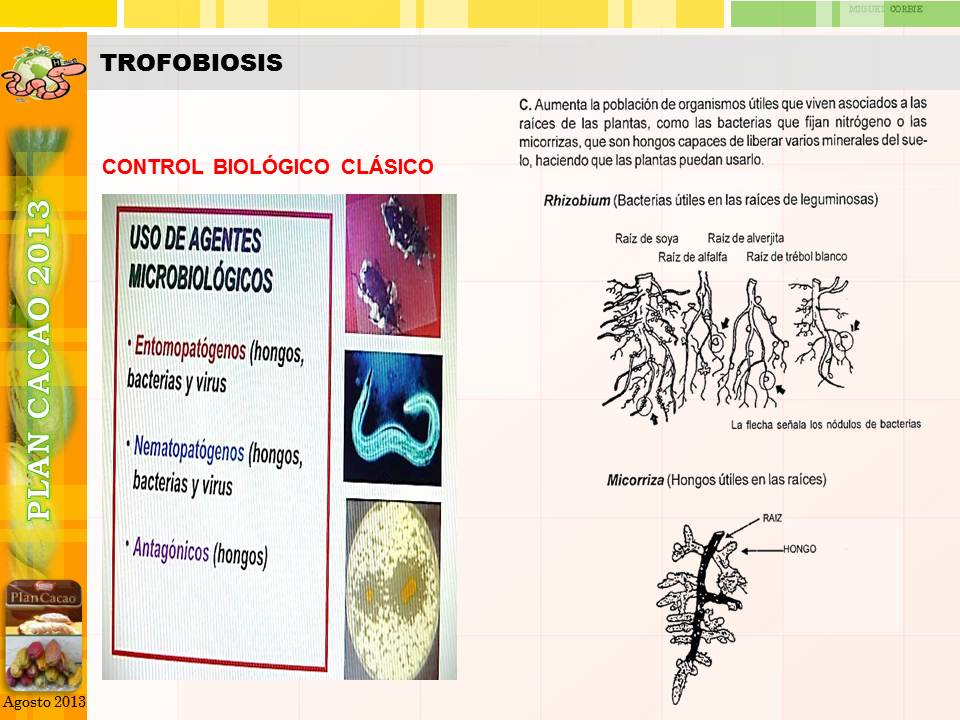 MIGUEL CORBIE
TROFOBIOSIS
PLAN CACAO 2013
Plan Cacao
Agosto 2013
CONTROL BIOLÓGICO CLÁSICO
USO DE AGENTES
MICROBIOLÓGICOS
• Entomopatógenos (hongos,
bacterias y virus
• Nematopatógenos (hongos,
bacterias y virus
• Antagónicos (hongos)
C. Aumenta la población de organismos útiles que viven asociados a las
raíces de las plantas, como las bacterias que fijan nitrógeno o las
micorrizas, que son hongos capaces de liberar varios minerales del sue-
lo, haciendo que las plantas puedan usarlo.
Rhizobium (Bacterias útiles en las raíces de leguminosas)
Raíz de soya Raíz de alverjita
Raíz de alfalfa Raíz de trébol blanco
La flecha señala los nódulos de bacterias
Micorriza (Hongos útiles en las raíces)
RAIZ
HONGO